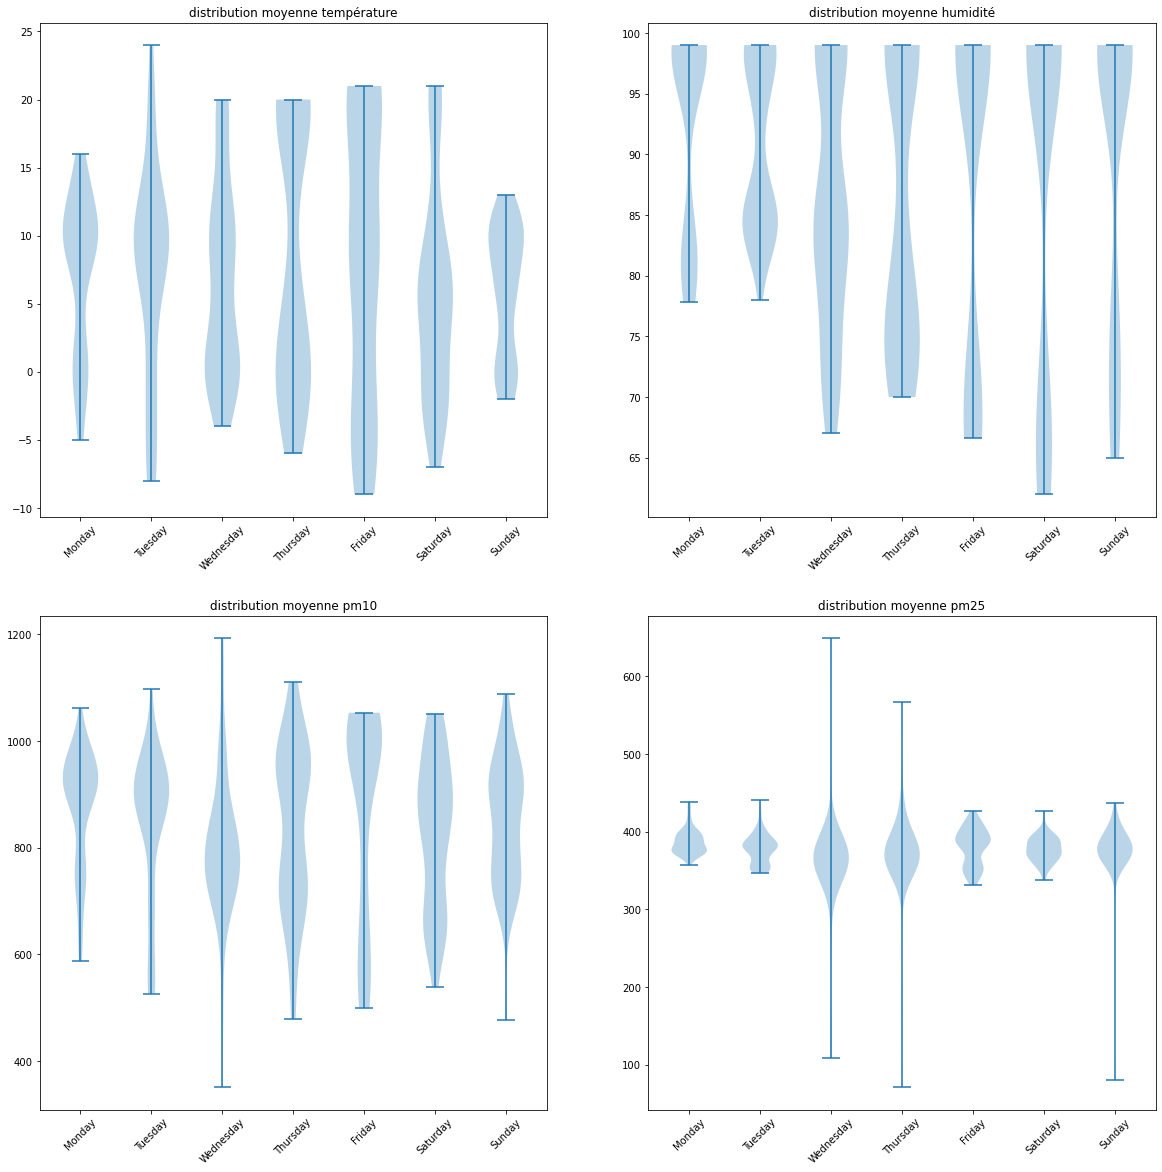 distribution moyenne température
25
20
15
10
5
0
−5
−10
Monday
Tuesday
Wednesday
Thursday
Friday
Saturday
Sunday
distribution moyenne humidité
100
95
90
85
80
75
70
65
Monday
Tuesday
Wednesday
Thursday
Friday
Saturday
Sunday
distribution moyenne pm10
1200
1000
800
600
400
Monday
Tuesday
Wednesday
Thursday
Friday
Saturday
Sunday
distribution moyenne pm25
600
500
400
300
200
100
Monday
Tuesday
Wednesday
Thursday
Friday
Saturday
Sunday